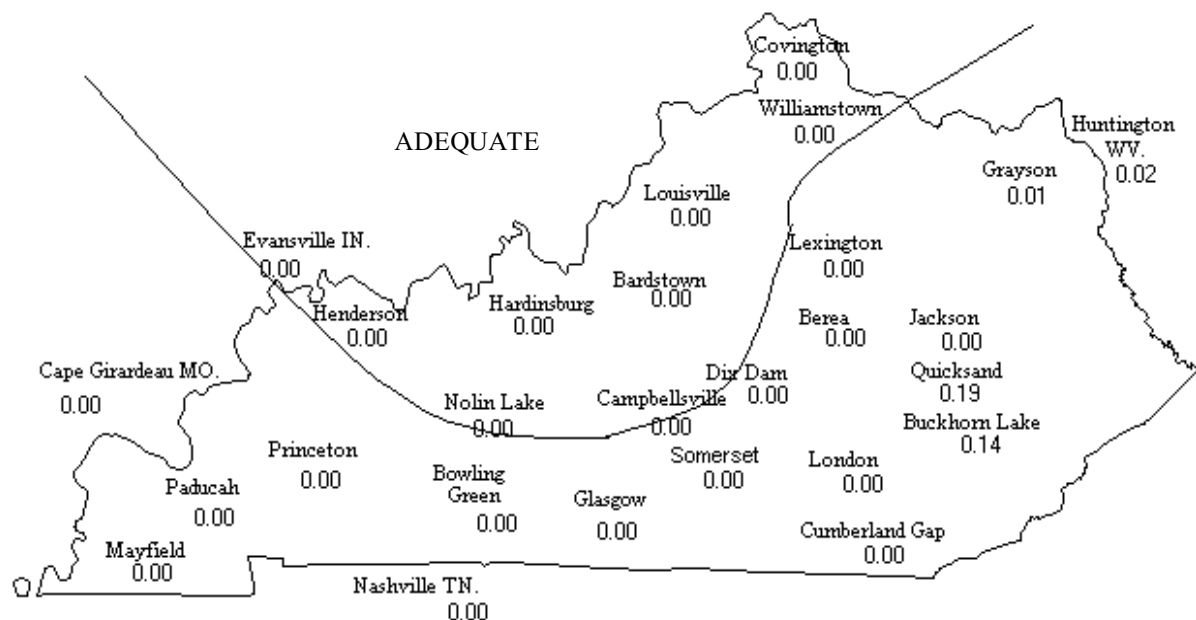 Covington
0.00
Williamstown
0.00
ADEQUATE
Huntington
WV.
0.02
Grayson
0.01
Louisville
0.00
Evansville IN.
0.00
Lexington
0.00
Bardstown
0.00
Hardinsburg
0.00
Henderson
0.00
Berea
0.00
Jackson
0.00
Cape Girardeau MO.
0.00
Dix Dam
0.00
Quicksand
0.19
Nolin Lake
0.00
Campbellsville
0.00
Buckhorn Lake
0.14
Princeton
0.00
Somerset
0.00
London
0.00
Paducah
0.00
Bowling
Green
0.00
Glasgow
0.00
Cumberland Gap
0.00
Mayfield
0.00
Nashville TN.
0.00